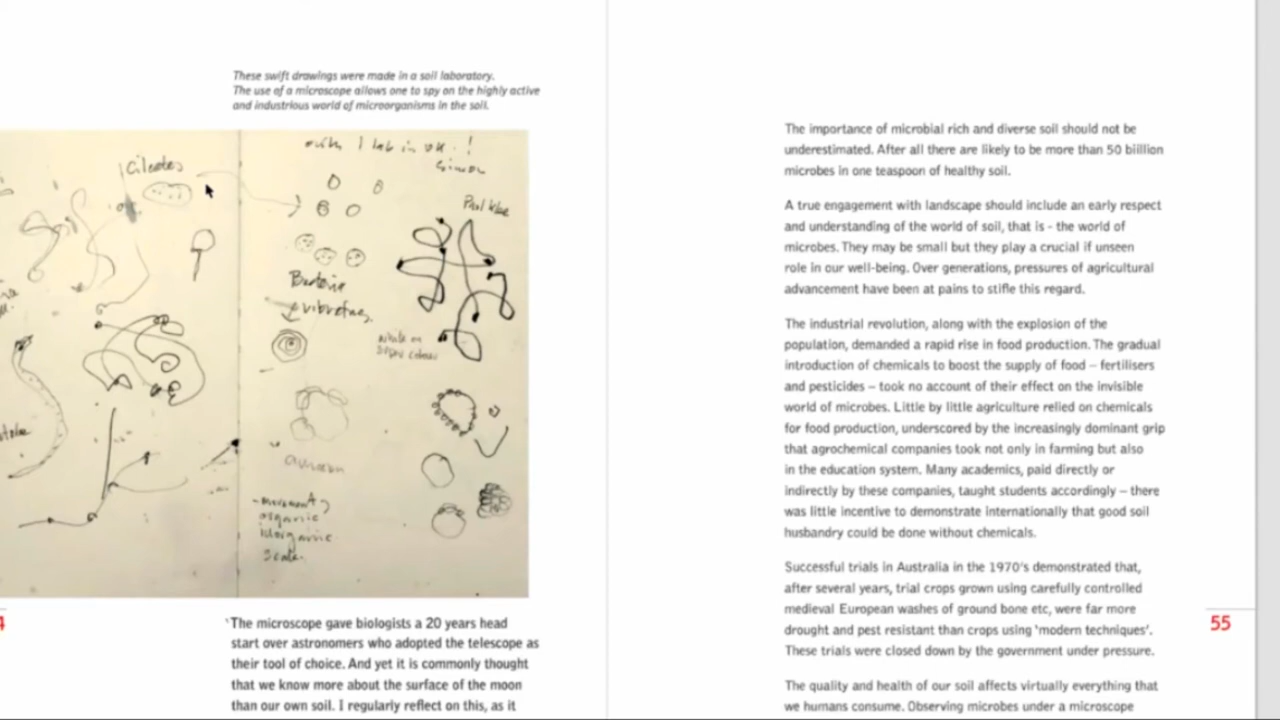 These swift drawings were made in a soil laboratory.
The use of a microscope allows one to spy on the highly active
and industrious world of microorganisms in the soil.
Ciliates
Simon
Paul Klee
Bacteria
vibrating
white on
- movement
organic
inorganic
scale.
4
'The microscope gave biologists a 20 years head
start over astronomers who adopted the telescope as
their tool of choice. And yet it is commonly thought
that we know more about the surface of the moon
than our own soil. I regularly reflect on this, as it
The importance of microbial rich and diverse soil should not be
underestimated. After all there are likely to be more than 50 biillion
microbes in one teaspoon of healthy soil.
A true engagement with landscape should include an early respect
and understanding of the world of soil, that is - the world of
microbes. They may be small but they play a crucial if unseen
role in our well-being. Over generations, pressures of agricultural
advancement have been at pains to stifle this regard.
The industrial revolution, along with the explosion of the
population, demanded a rapid rise in food production. The gradual
introduction of chemicals to boost the supply of food – fertilisers
and pesticides – took no account of their effect on the invisible
world of microbes. Little by little agriculture relied on chemicals
for food production, underscored by the increasingly dominant grip
that agrochemical companies took not only in farming but also
in the education system. Many academics, paid directly or
indirectly by these companies, taught students accordingly – there
was little incentive to demonstrate internationally that good soil
husbandry could be done without chemicals.
Successful trials in Australia in the 1970's demonstrated that,
after several years, trial crops grown using carefully controlled
medieval European washes of ground bone etc, were far more
drought and pest resistant than crops using 'modern techniques'.
These trials were closed down by the government under pressure.
55
The quality and health of our soil affects virtually everything that
we humans consume. Observing microbes under a microscope